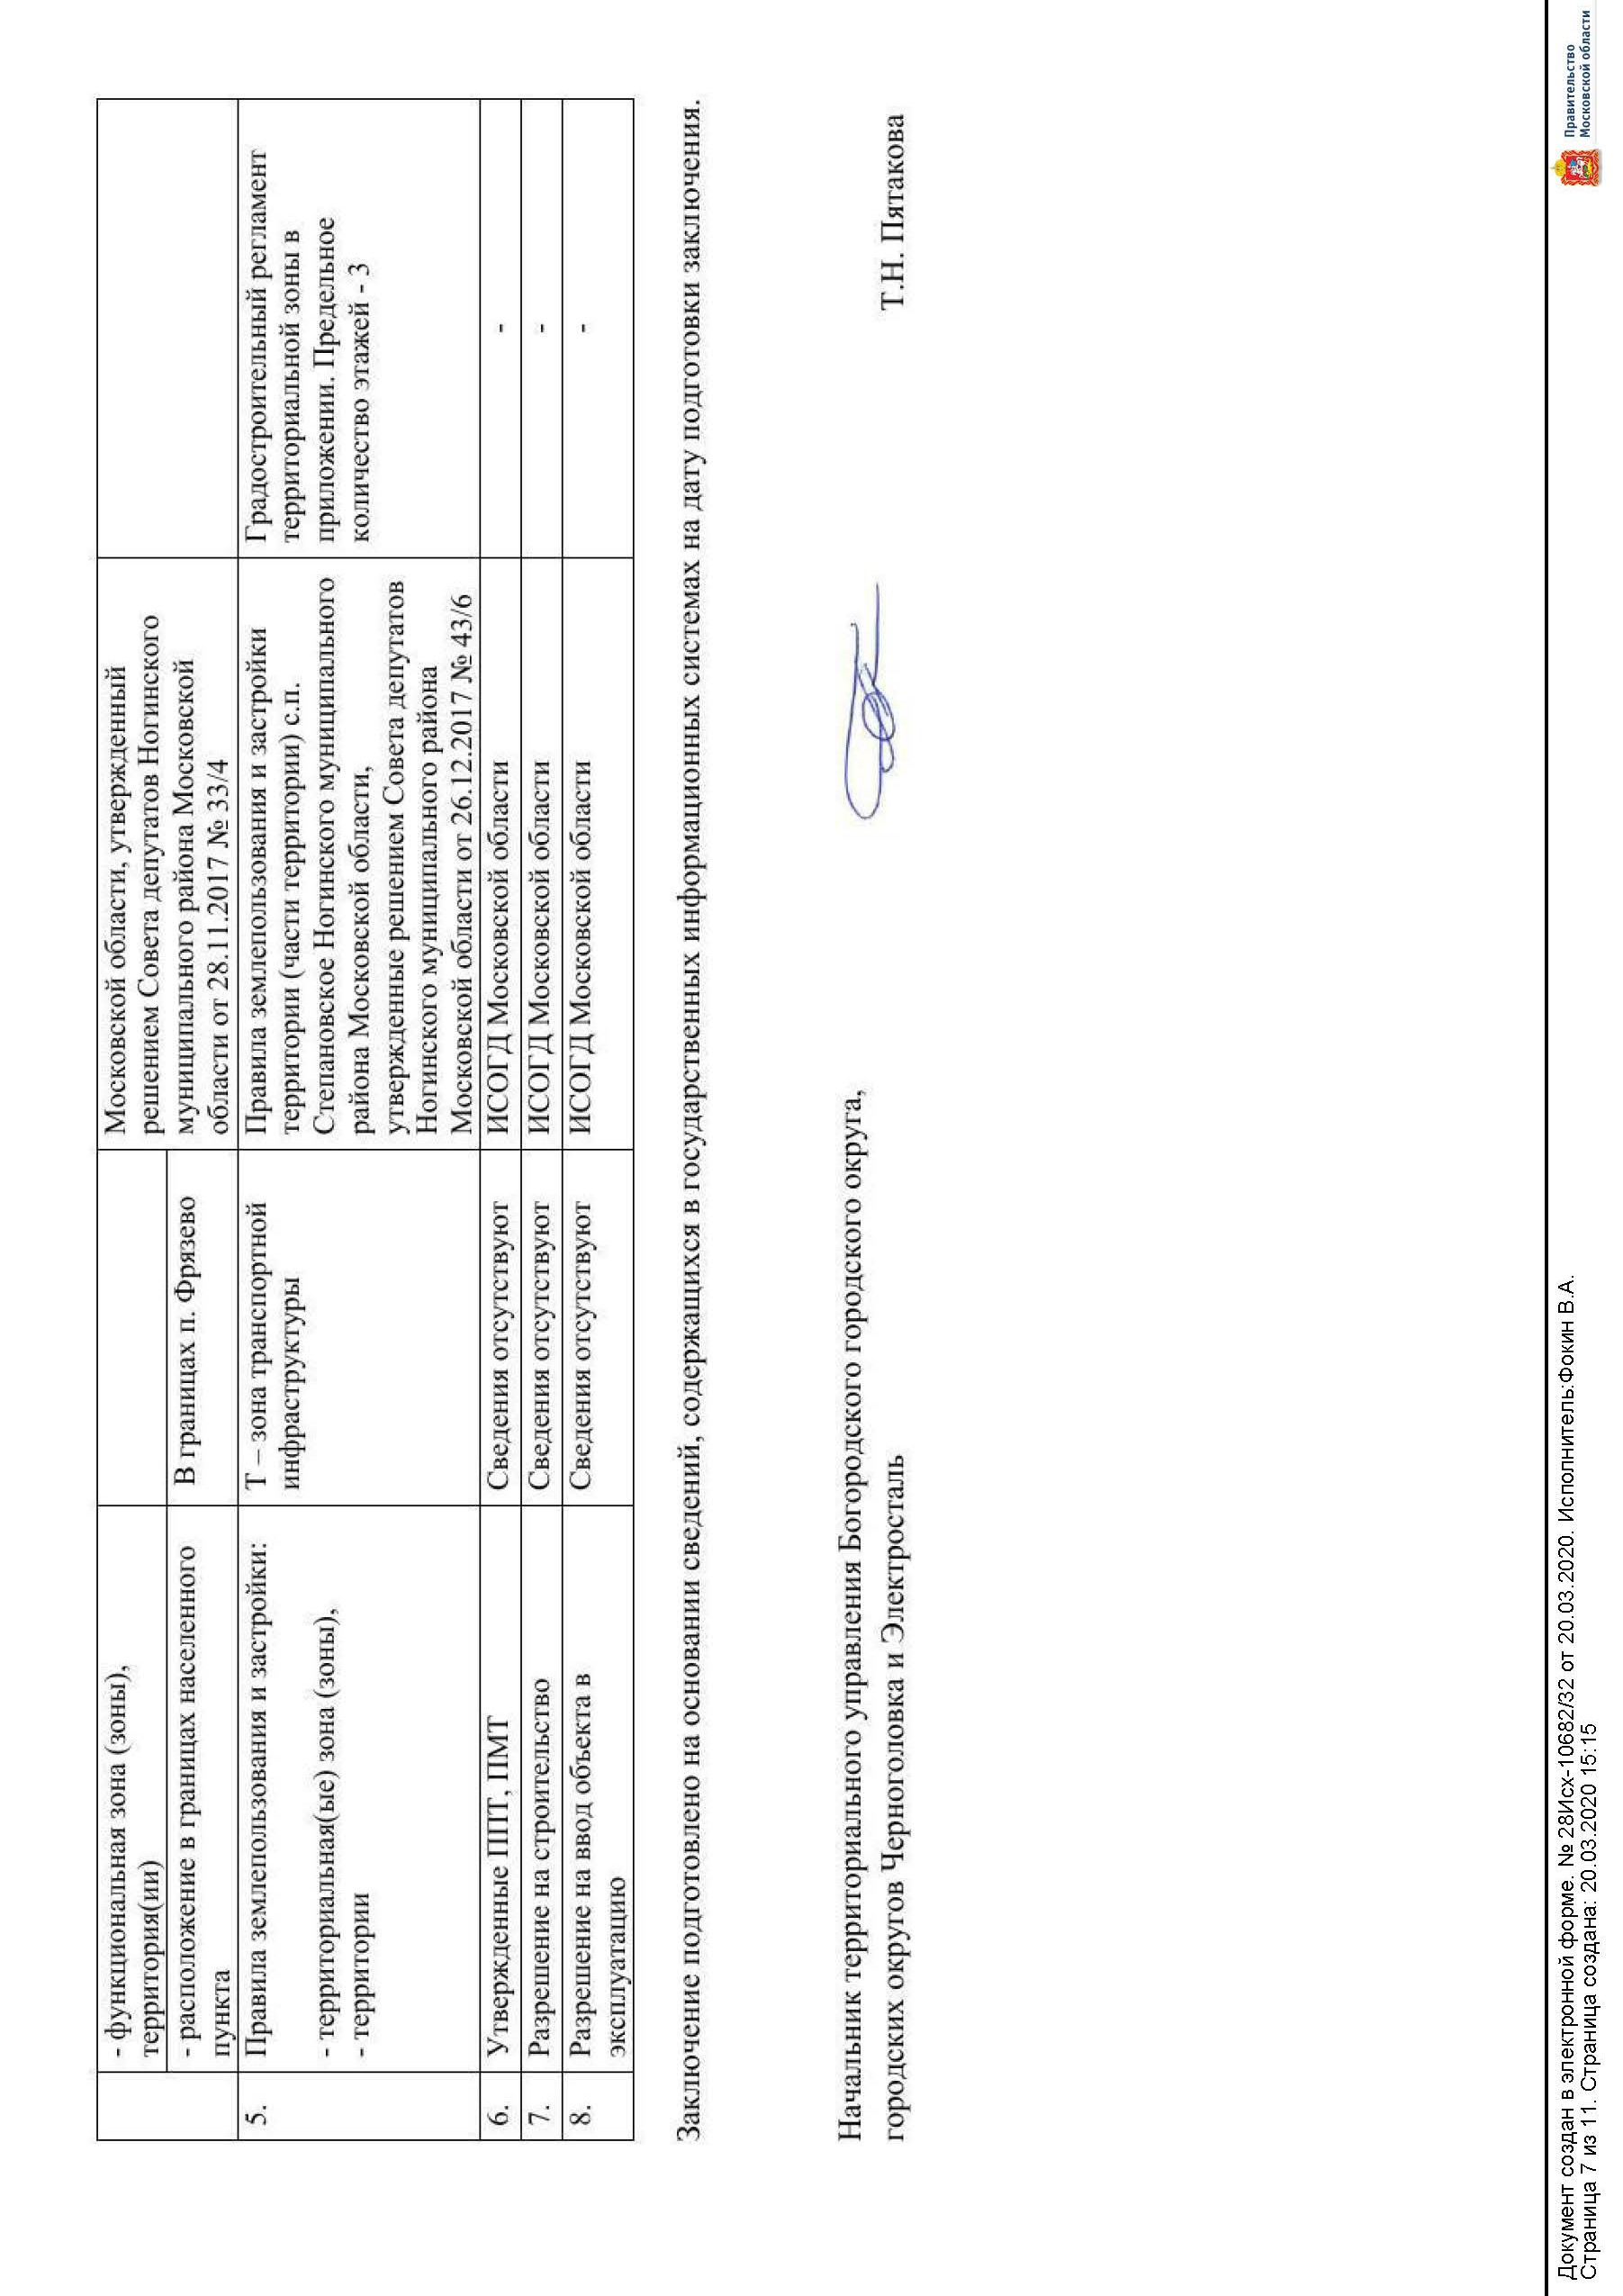 - функциональная зона (зоны),
территория(ии)
Московской области, утвержденный
решением Совета депутатов Ногинского
муниципального района Московской
области от 28.11.2017 № 33/4
- расположение в границах населенного
пункта
В границах п. Фрязево
5.
Правила землепользования и застройки:
- территориальная(ые) зона (зоны),
- территории
Т – зона транспортной
инфраструктуры
Правила землепользования и застройки
территории (части территории) с.п.
Степановское Ногинского муниципального
района Московской области,
утвержденные решением Совета депутатов
Ногинского муниципального района
Московской области от 26.12.2017 № 43/6
Градостроительный регламент
территориальной зоны в
приложении. Предельное
количество этажей - 3
6.
Утвержденные ППТ, ПМТ
Сведения отсутствуют
ИСОГД Московской области
-
7.
Разрешение на строительство
Сведения отсутствуют
ИСОГД Московской области
-
8.
Разрешение на ввод объекта в
эксплуатацию
Сведения отсутствуют
ИСОГД Московской области
-
Заключение подготовлено на основании сведений, содержащихся в государственных информационных системах на дату подготовки заключения.
Начальник территориального управления Богородского городского округа,
городских округов Черноголовка и Электросталь
Т.Н. Пятакова
Документ создан в электронной форме. № 28Исх-10682/32 от 20.03.2020. Исполнитель:Фокин В.А.
Страница 7 из 11. Страница создана: 20.03.2020 15:15
Правительство
Московской области